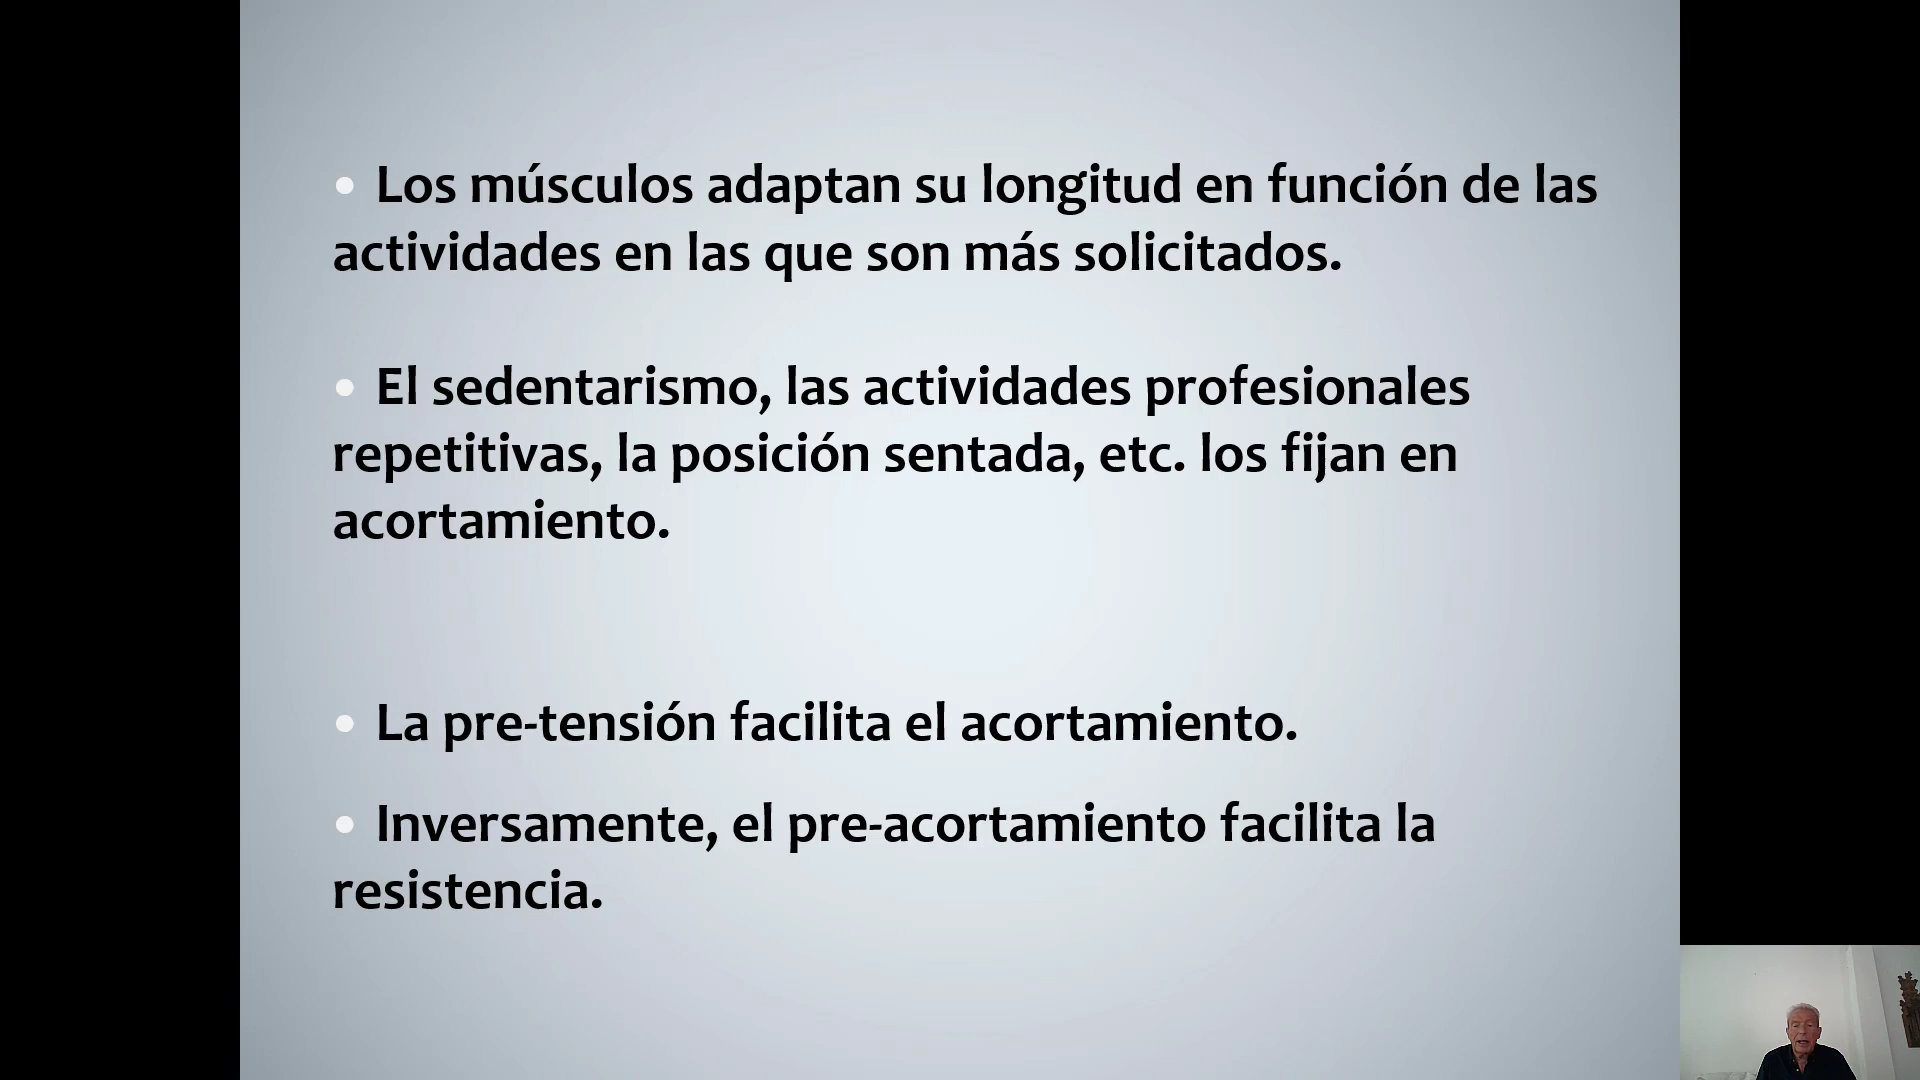 • Los músculos adaptan su longitud en función de las
actividades en las que son más solicitados.
• El sedentarismo, las actividades profesionales
repetitivas, la posición sentada, etc. los fijan en
acortamiento.
• La pre-tensión facilita el acortamiento.
• Inversamente, el pre-acortamiento facilita la
resistencia.